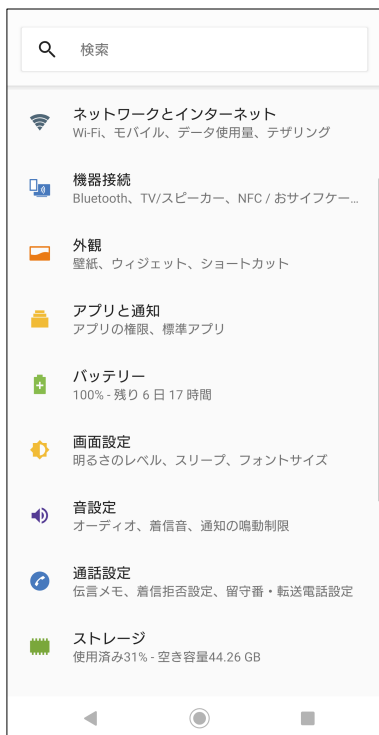 検索
ネットワークとインターネット
Wi-Fi、モバイル、データ使用量、テザリング
機器接続
Bluetooth、TV/スピーカー、NFC / おサイフケー...
外観
壁紙、ウィジェット、ショートカット
アプリと通知
アプリの権限、標準アプリ
バッテリー
100% - 残り 6 日 17 時間
画面設定
明るさのレベル、スリープ、フォントサイズ
音設定
オーディオ、着信音、通知の鳴動制限
通話設定
伝言メモ、着信拒否設定、留守番・転送電話設定
ストレージ
使用済み31% - 空き容量44.26 GB